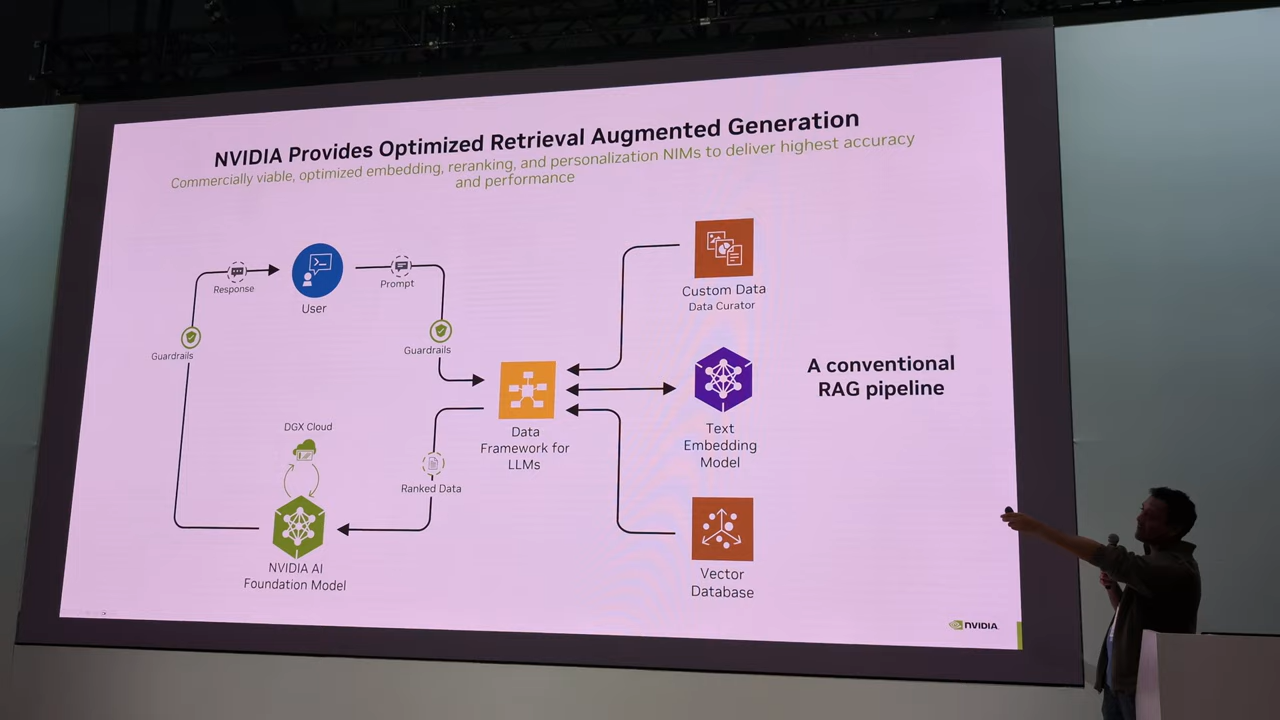 NVIDIA Provides Optimized Retrieval Augmented Generation
Commercially viable, optimized embedding, reranking, and personalization NIMs to deliver highest accuracy
and performance
Response
User
Prompt
Guardrails
Guardrails
Custom Data
Data Curator
A conventional
RAG pipeline
Data
Framework for
LLMs
Text
Embedding
Model
DGX Cloud
Ranked Data
NVIDIA AI
Foundation Model
Vector
Database
NVIDIA